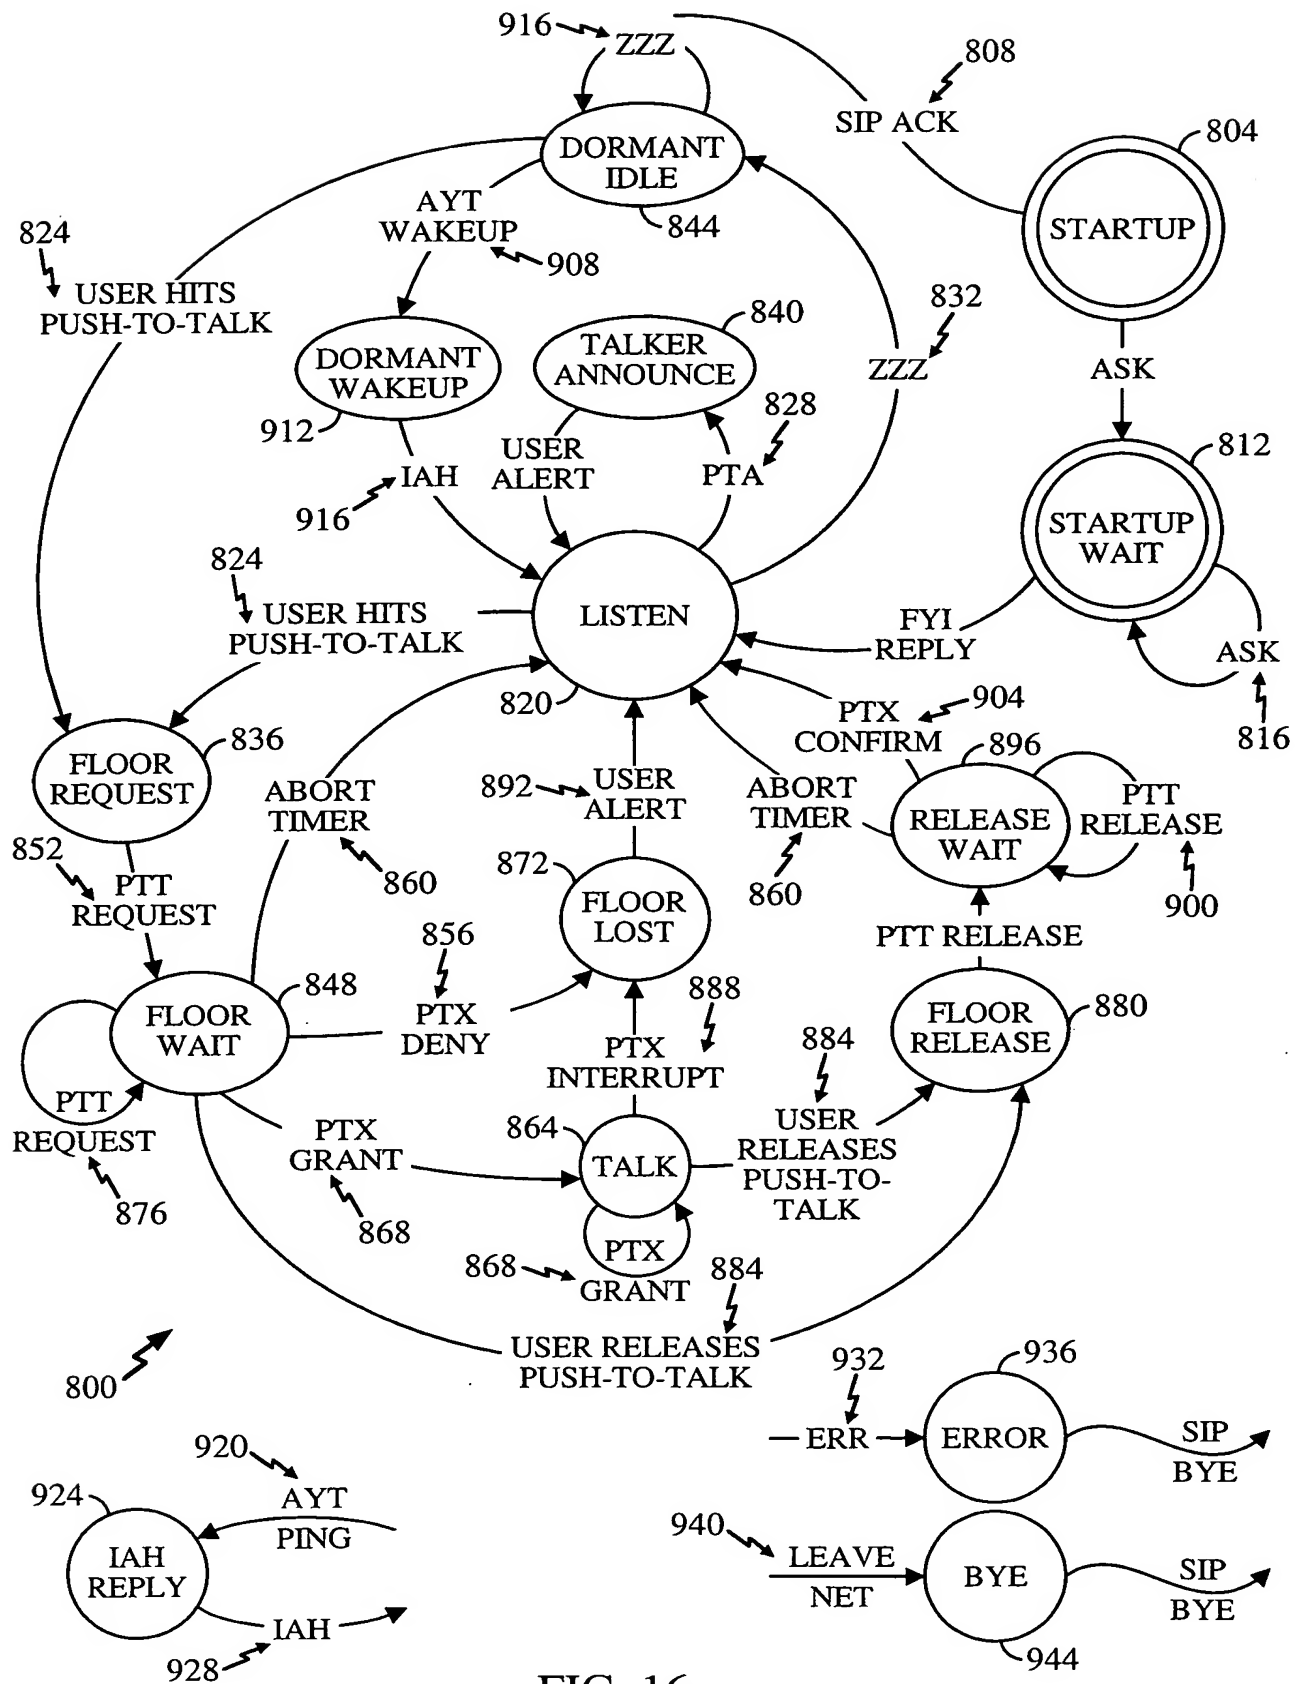 916
ZZZ
808
SIP ACK
804
DORMANT
IDLE
844
STARTUP
AYT
WAKEUP
908
824
USER HITS
PUSH-TO-TALK
832
ZZZ
840
TALKER
ANNOUNCE
DORMANT
WAKEUP
912
ASK
828
USER
ALERT
PTA
IAH
916
812
STARTUP
WAIT
824
USER HITS
PUSH-TO-TALK
LISTEN
820
FYI
REPLY
ASK
816
904
PTX
CONFIRM
896
836
FLOOR
REQUEST
ABORT
TIMER
860
892
USER
ALERT
ABORT
TIMER
860
RELEASE
WAIT
PTT
RELEASE
900
852
PTT
REQUEST
872
FLOOR
LOST
PTT RELEASE
856
PTX
DENY
848
FLOOR
WAIT
888
PTX
INTERRUPT
880
FLOOR
RELEASE
884
USER
RELEASES
PUSH-TO-
TALK
PTT
REQUEST
876
PTX
GRANT
868
864
TALK
868
PTX
GRANT
884
USER RELEASES
PUSH-TO-TALK
800
932
ERR
936
ERROR
SIP
BYE
920
AYT
PING
924
IAH
REPLY
IAH
928
940
LEAVE
NET
BYE
944
SIP
BYE
FIG. 16